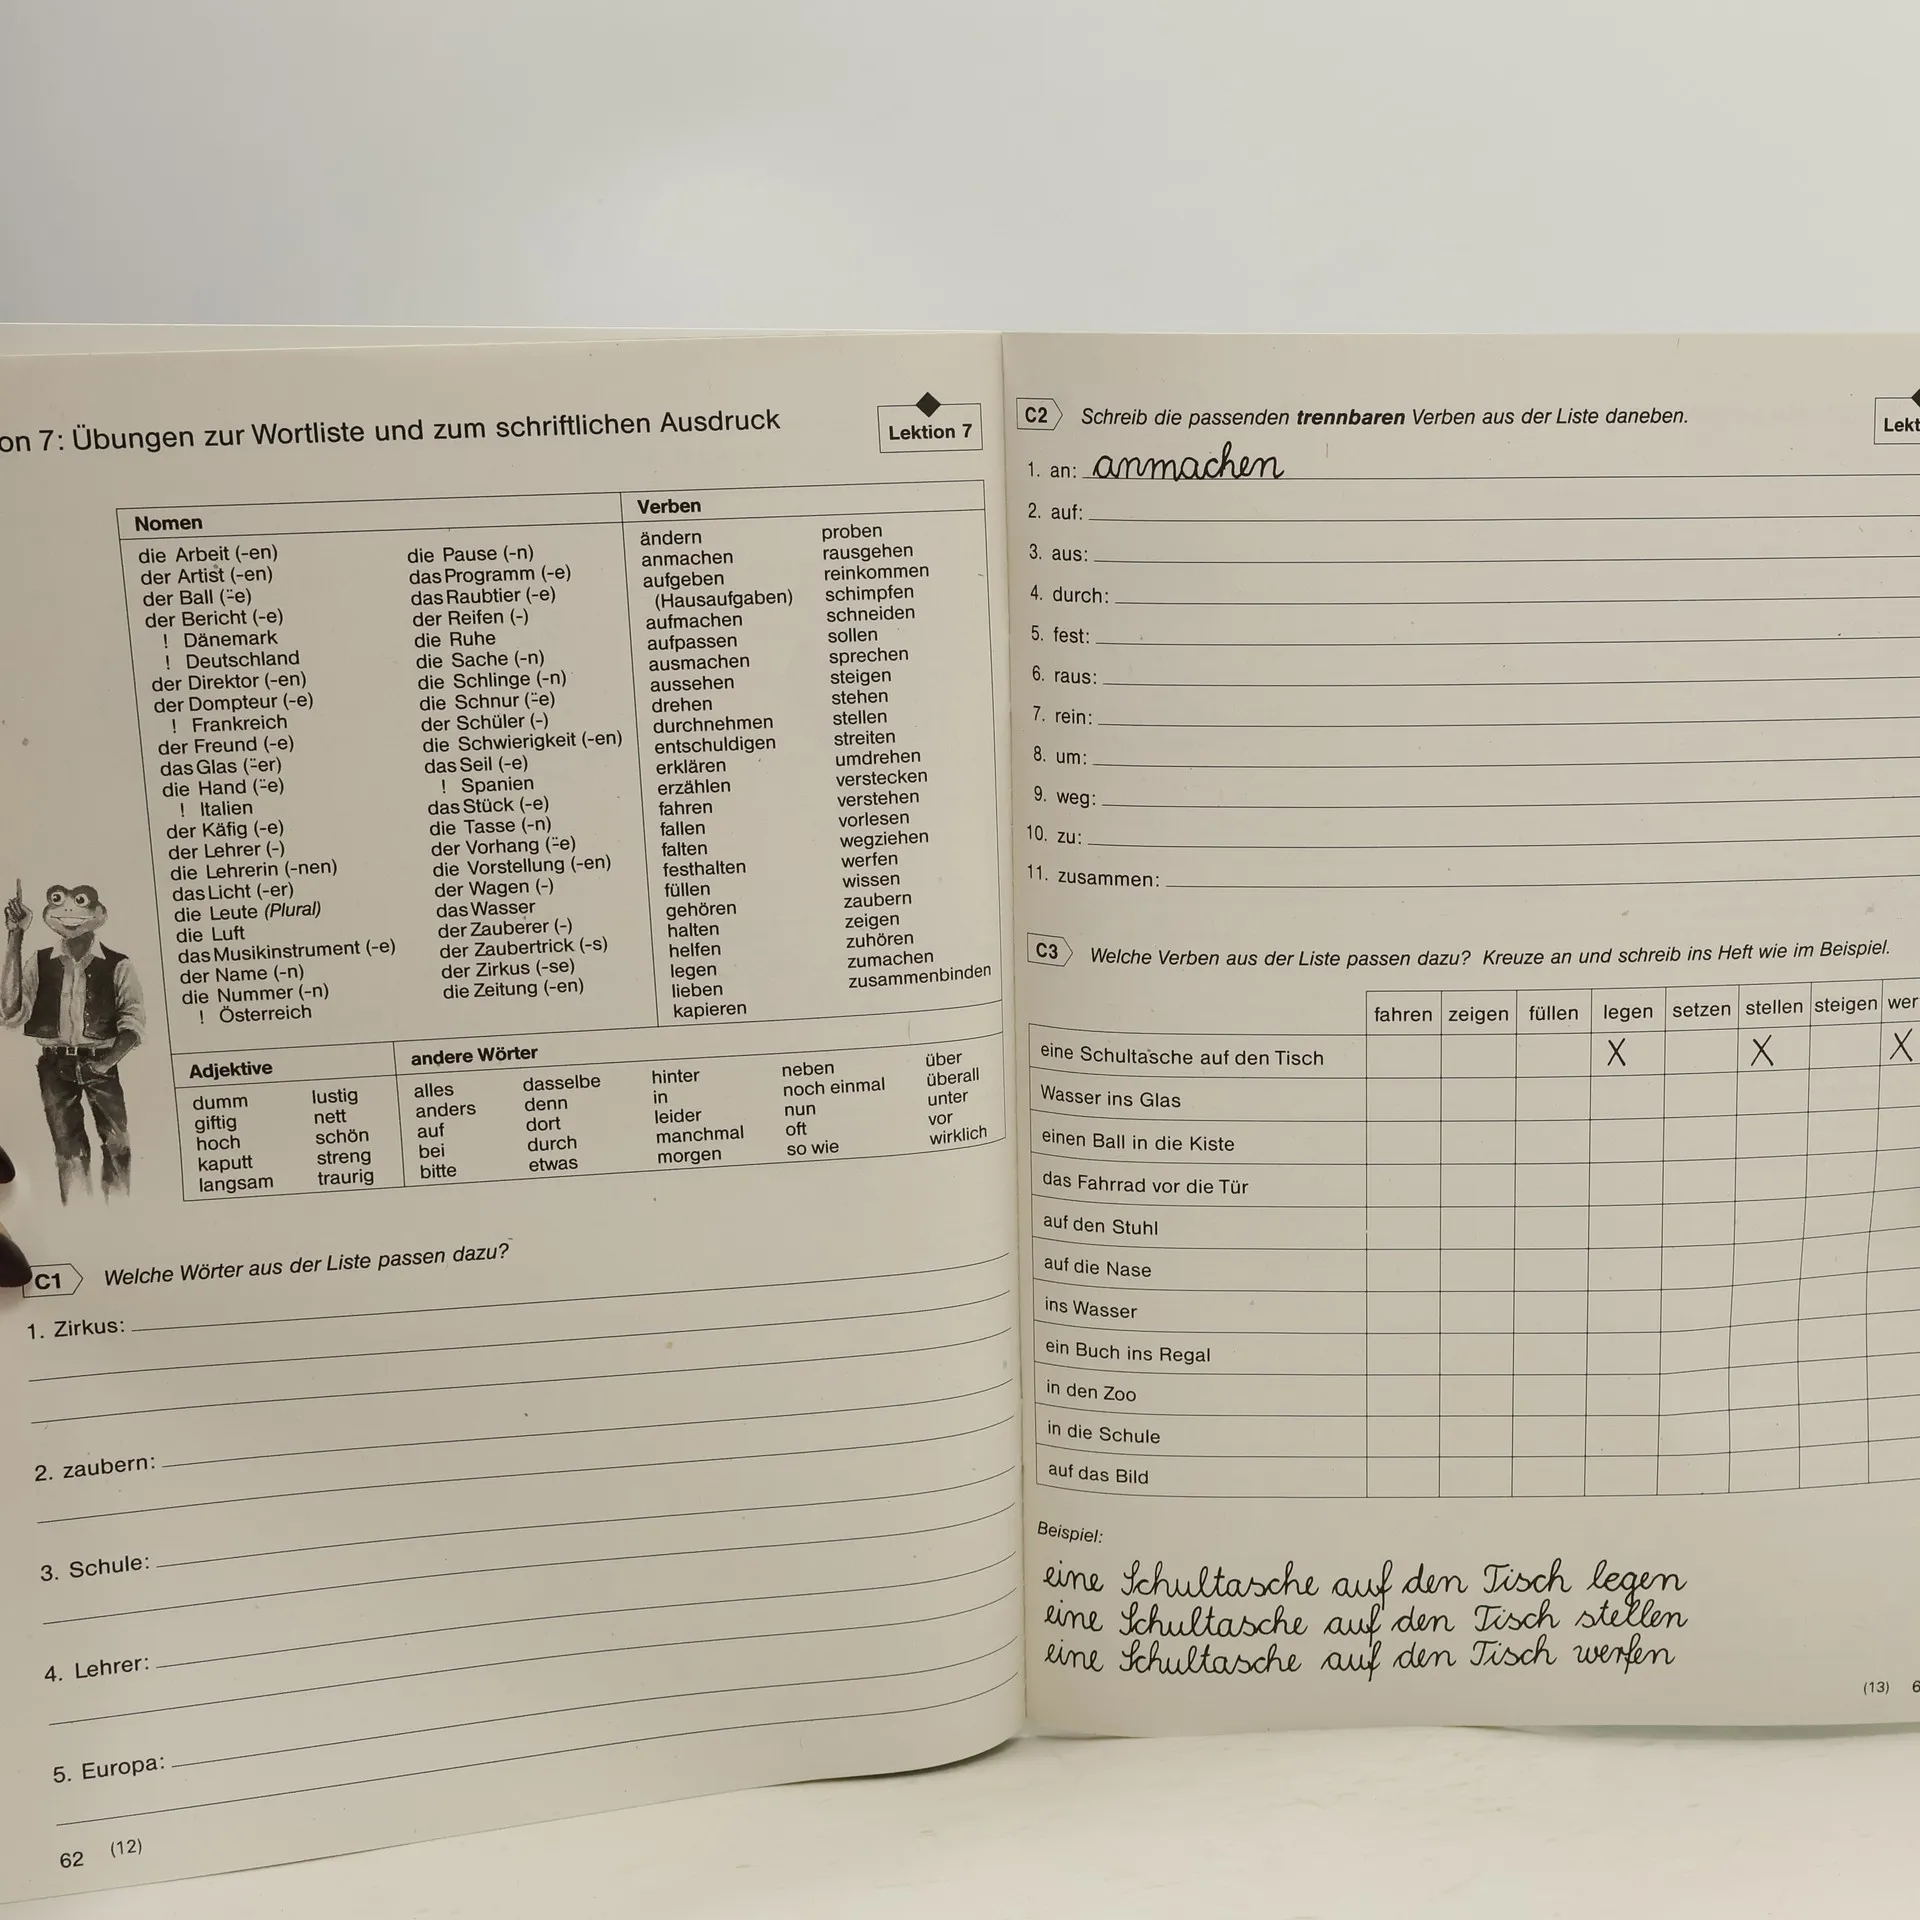 on 7: Übungen zur Wortliste und zum schriftlichen Ausdruck
Lektion 7
Nomen
die Arbeit (-en)
der Artist (-en)
der Ball (⸚e)
der Bericht (-e)
! Dänemark
! Deutschland
der Direktor (-en)
der Dompteur (-e)
! Frankreich
der Freund (-e)
das Glas (⸚er)
die Hand (⸚e)
! Italien
der Käfig (-e)
der Lehrer (-)
die Lehrerin (-nen)
das Licht (-er)
die Leute (Plural)
die Luft
das Musikinstrument (-e)
der Name (-n)
die Nummer (-n)
! Österreich
die Pause (-n)
das Programm (-e)
das Raubtier (-e)
der Reifen (-)
die Ruhe
die Sache (-n)
die Schlinge (-n)
die Schnur (⸚e)
der Schüler (-)
die Schwierigkeit (-en)
das Seil (-e)
! Spanien
das Stück (-e)
die Tasse (-n)
der Vorhang (⸚e)
die Vorstellung (-en)
der Wagen (-)
das Wasser
der Zauberer (-)
der Zaubertrick (-s)
der Zirkus (-se)
die Zeitung (-en)
Verben
ändern
anmachen
aufgeben
(Hausaufgaben)
aufmachen
aufpassen
ausmachen
aussehen
drehen
durchnehmen
entschuldigen
erklären
erzählen
fahren
fallen
falten
festhalten
füllen
gehören
halten
helfen
legen
lieben
kapieren
proben
rausgehen
reinkommen
schimpfen
schneiden
sollen
sprechen
steigen
stehen
stellen
streiten
umdrehen
verstecken
verstehen
vorlesen
wegziehen
werfen
wissen
zaubern
zeigen
zuhören
zumachen
zusammenbinden
Adjektive
dumm
giftig
hoch
kaputt
langsam
lustig
nett
schön
streng
traurig
andere Wörter
alles
anders
auf
bei
bitte
dasselbe
denn
dort
durch
etwas
hinter
in
leider
manchmal
morgen
neben
noch einmal
nun
oft
so wie
über
überall
unter
vor
wirklich
C1 Welche Wörter aus der Liste passen dazu?
1. Zirkus:
2. zaubern:
3. Schule:
4. Lehrer:
5. Europa:
62 (12)
C2 Schreib die passenden trennbaren Verben aus der Liste daneben.
Lekt
1. an: anmachen
2. auf:
3. aus:
4. durch:
5. fest:
6. raus:
7. rein:
8. um:
9. weg:
10. zu:
11. zusammen:
C3 Welche Verben aus der Liste passen dazu? Kreuze an und schreib ins Heft wie im Beispiel.
fahren zeigen füllen legen setzen stellen steigen wer
eine Schultasche auf den Tisch X X X
Wasser ins Glas
einen Ball in die Kiste
das Fahrrad vor die Tür
auf den Stuhl
auf die Nase
ins Wasser
ein Buch ins Regal
in den Zoo
in die Schule
auf das Bild
Beispiel:
eine Schultasche auf den Tisch legen
eine Schultasche auf den Tisch stellen
eine Schultasche auf den Tisch werfen
(13) 6